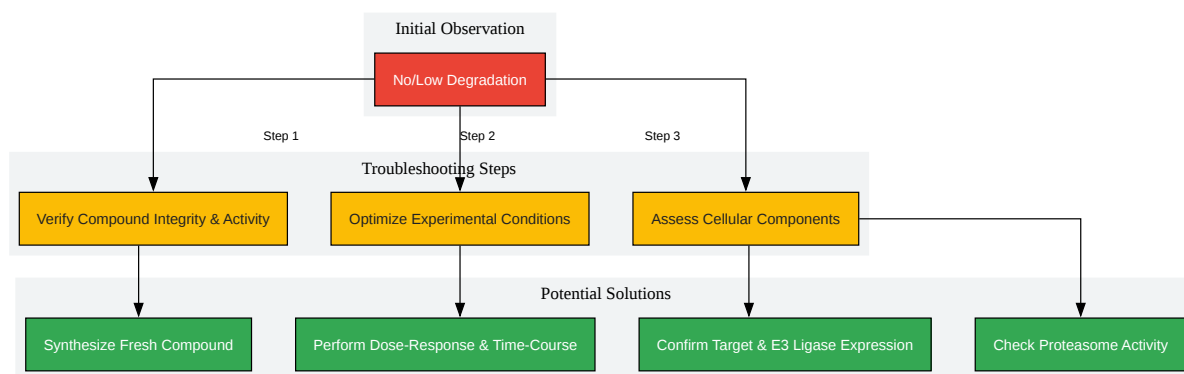 Initial Observation
No/Low Degradation
Step 1
Step 2
Step 3
Troubleshooting Steps
Verify Compound Integrity & Activity
Optimize Experimental Conditions
Assess Cellular Components
Potential Solutions
Synthesize Fresh Compound
Perform Dose-Response & Time-Course
Confirm Target & E3 Ligase Expression
Check Proteasome Activity